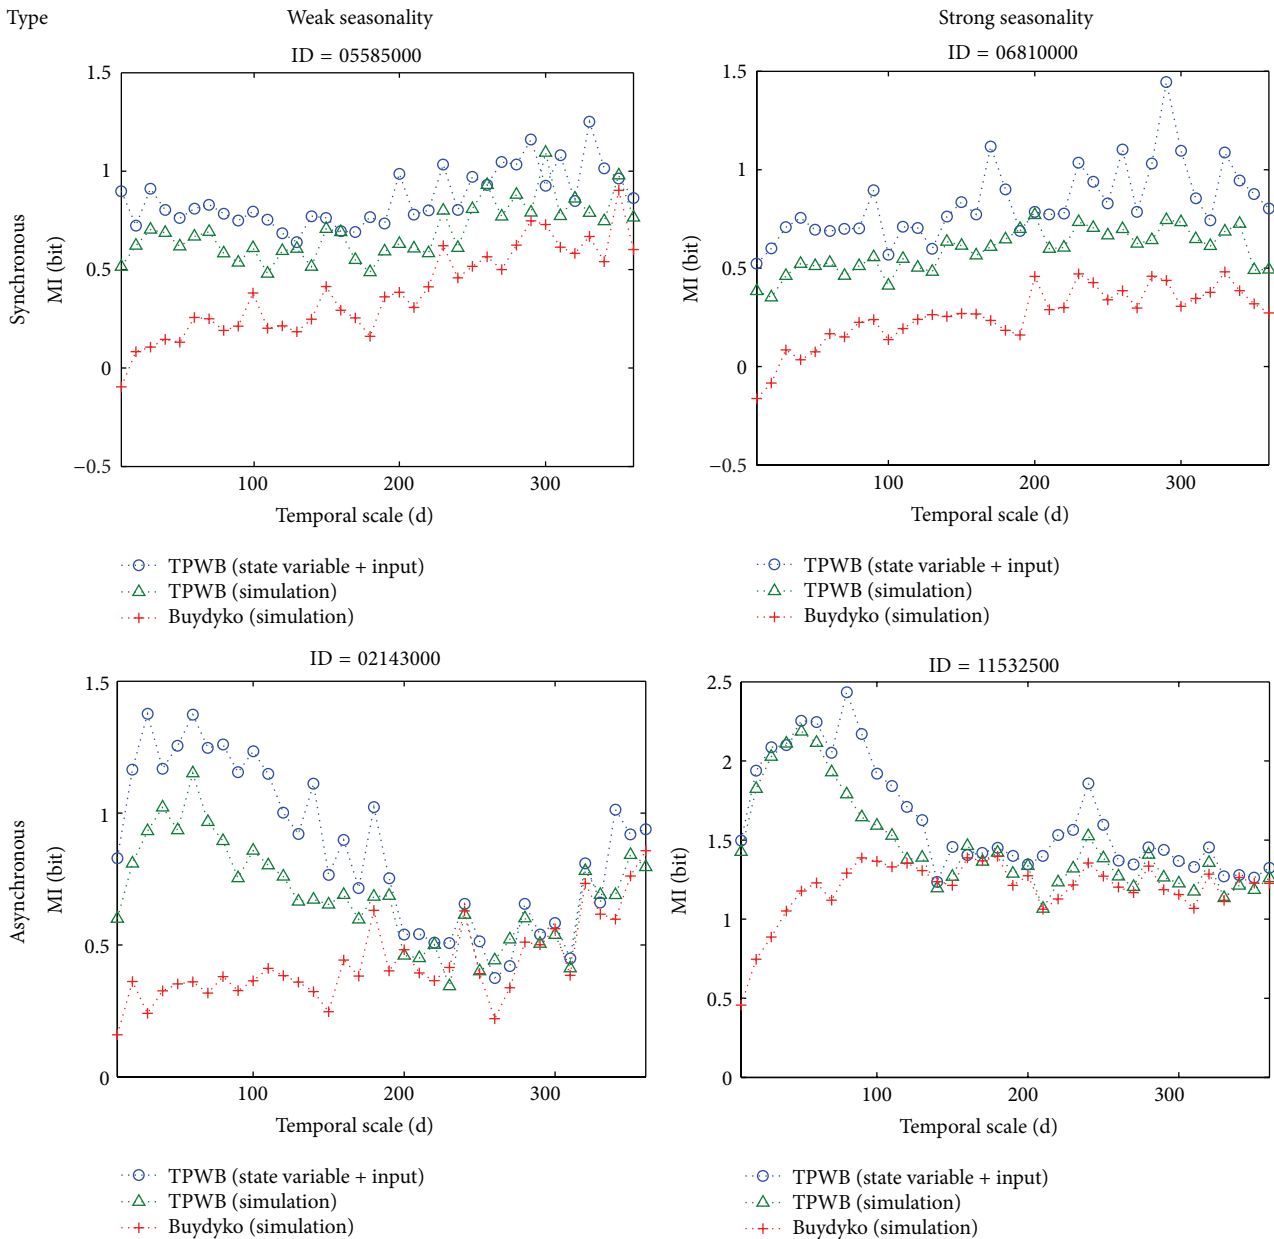 Type
Weak seasonality
Strong seasonality
Synchronous
ID = 05585000
1.5
1
0.5
0
−0.5
MI (bit)
100
200
300
Temporal scale (d)
TPWB (state variable + input)
TPWB (simulation)
Buydyko (simulation)
ID = 06810000
1.5
1
0.5
0
−0.5
MI (bit)
100
200
300
Temporal scale (d)
TPWB (state variable + input)
TPWB (simulation)
Buydyko (simulation)
Asynchronous
ID = 02143000
1.5
1
0.5
0
MI (bit)
100
200
300
Temporal scale (d)
TPWB (state variable + input)
TPWB (simulation)
Buydyko (simulation)
ID = 11532500
2.5
2
1.5
1
0.5
0
MI (bit)
100
200
300
Temporal scale (d)
TPWB (state variable + input)
TPWB (simulation)
Buydyko (simulation)